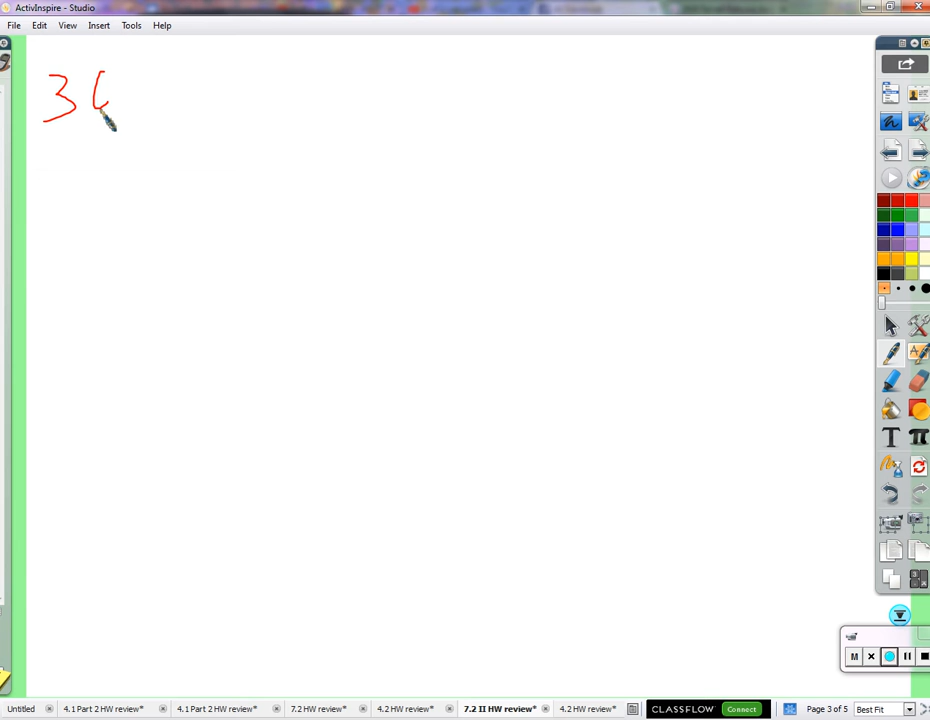 ActivInspire - Studio
File Edit View Insert Tools Help
3
M
Untitled 4.1 Part 2 HW review* 4.1 Part 2 HW review* 7.2 HW review* 4.2 HW review* 7.2 II HW review* 4.2 HW review* CLASSFLOW Connect Page 3 of 5 Best Fit